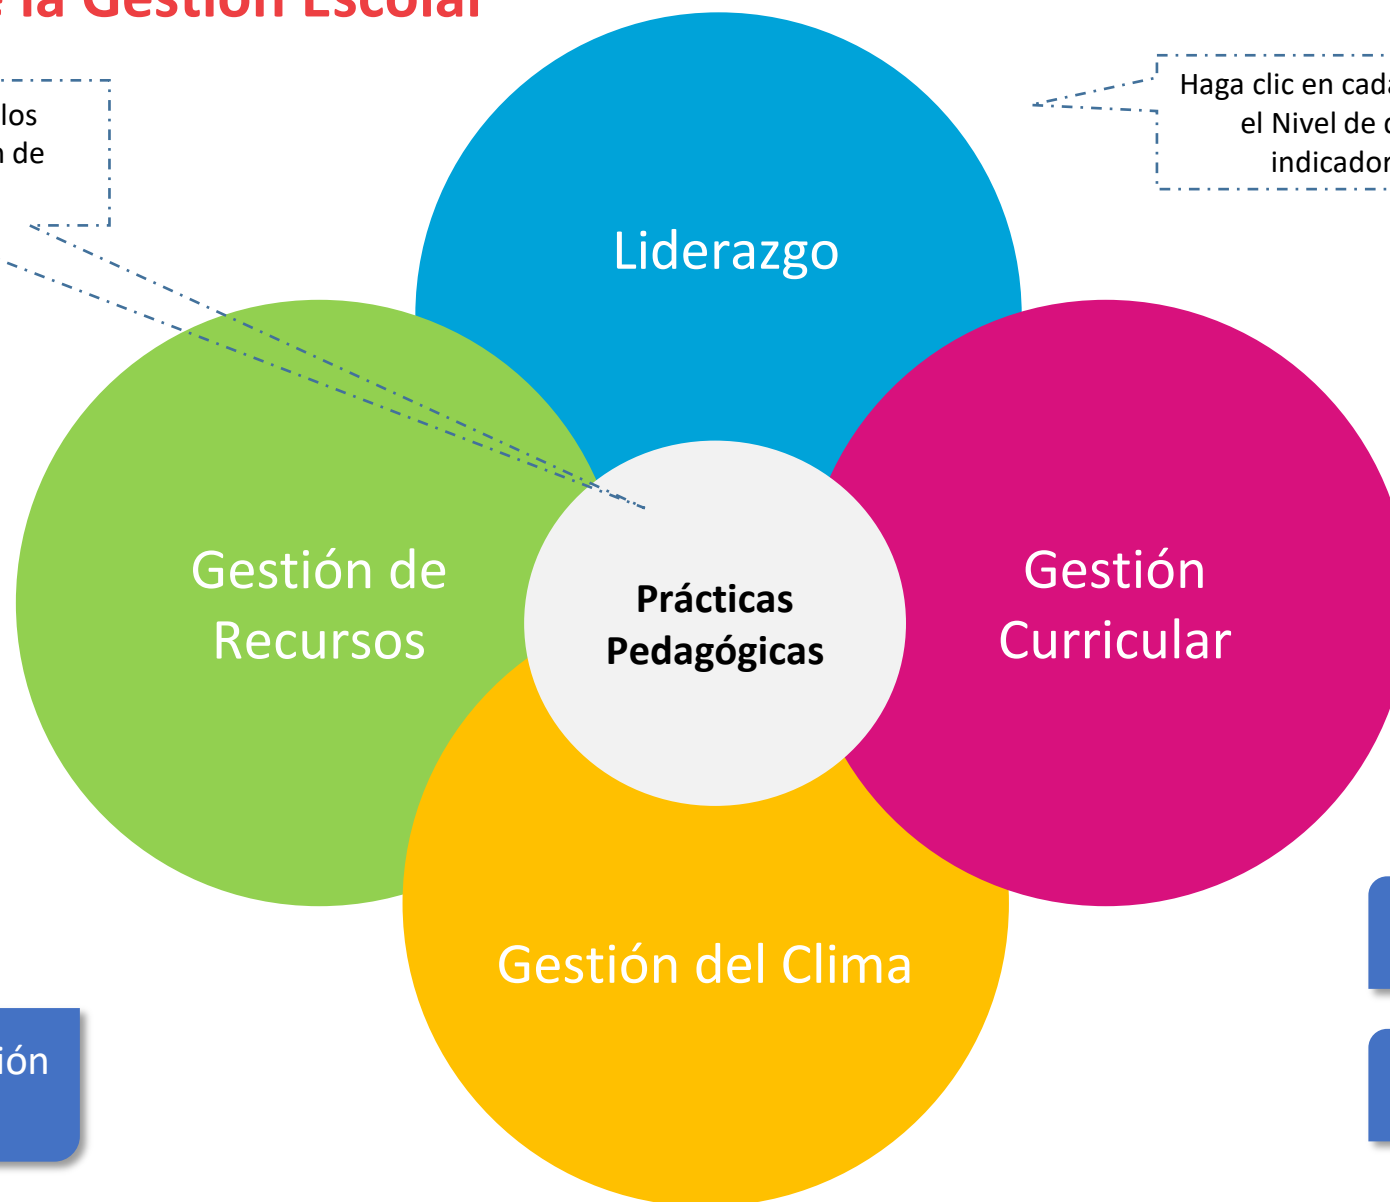 la Gestión Escolar
los
de
Haga clic en cada
el Nivel de
indicador
Liderazgo
Gestión de
Recursos
Prácticas
Pedagógicas
Gestión
Curricular
Gestión del Clima
ión